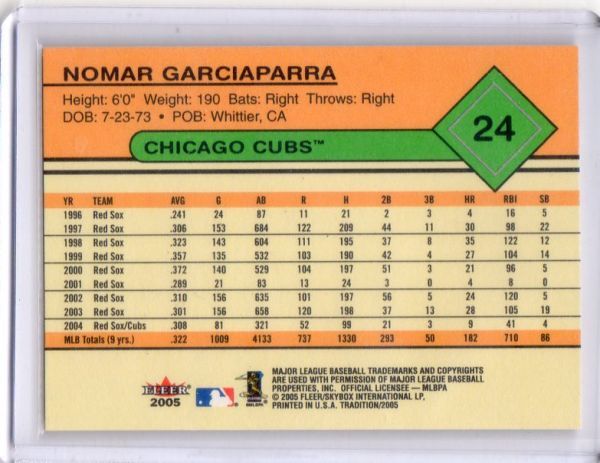 NOMAR GARCIAPARRA
Height: 6'0" Weight: 190 Bats: Right Throws: Right
DOB: 7-23-73 • POB: Whittier, CA
24
CHICAGO CUBS™
YR TEAM AVG G AB R H 2B 3B HR RBI SB
1996 Red Sox .241 24 87 11 21 2 3 4 16 5
1997 Red Sox .306 153 684 122 209 44 11 30 98 22
1998 Red Sox .323 143 604 111 195 37 8 35 122 12
1999 Red Sox .357 135 532 103 190 42 4 27 104 14
2000 Red Sox .372 140 529 104 197 51 3 21 96 5
2001 Red Sox .289 21 83 13 24 3 0 4 8 0
2002 Red Sox .310 156 635 101 197 56 5 24 120 5
2003 Red Sox .301 156 658 120 198 37 13 28 105 19
2004 Red Sox/Cubs .308 81 321 52 99 21 3 9 41 4
MLB Totals (9 yrs.) .322 1009 4133 737 1330 293 50 182 710 86
FLEER
2005
MAJOR LEAGUE BASEBALL TRADEMARKS AND COPYRIGHTS
ARE USED WITH PERMISSION OF MAJOR LEAGUE BASEBALL
PROPERTIES, INC. OFFICIAL LICENSEE — MLBPA
© 2005 FLEER/SKYBOX INTERNATIONAL LP,
PRINTED IN U.S.A. TRADITION/2005